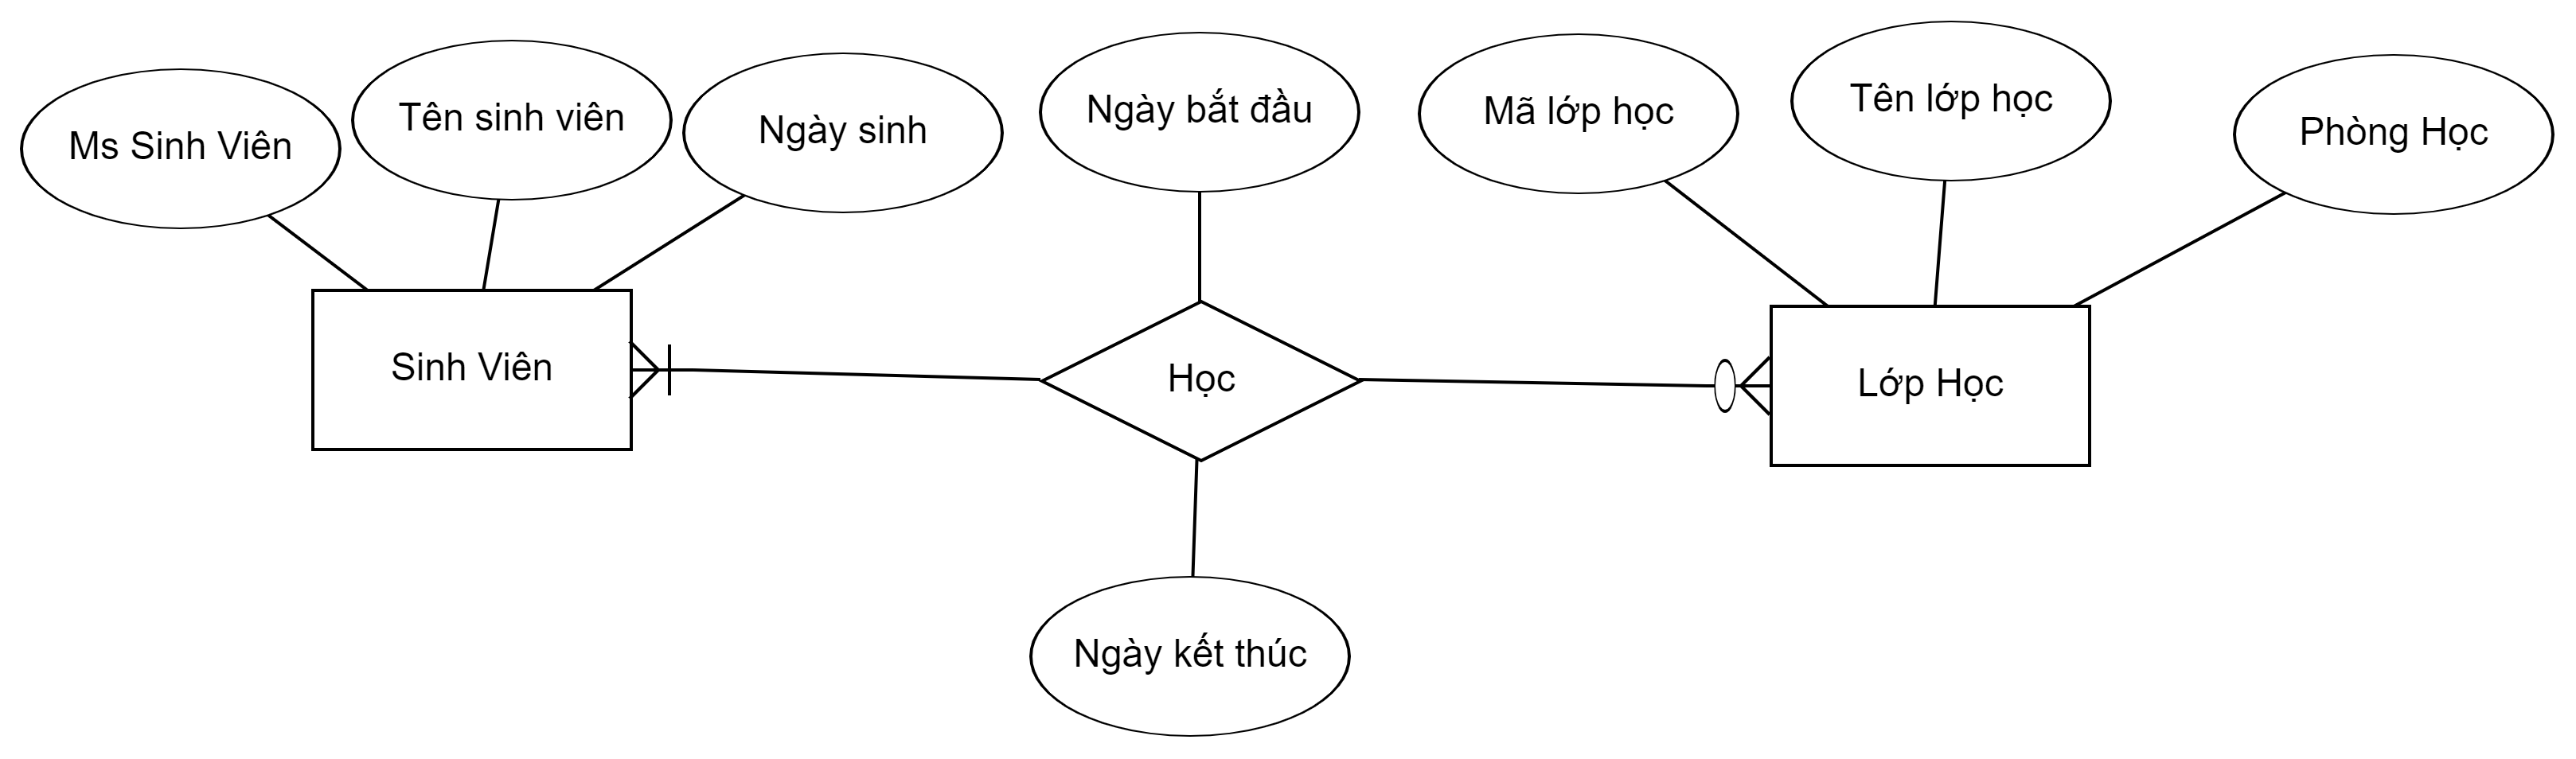 Ms Sinh Viên
Tên sinh viên
Ngày sinh
Ngày bắt đầu
Mã lớp học
Tên lớp học
Phòng Học
Sinh Viên
Học
Lớp Học
Ngày kết thúc